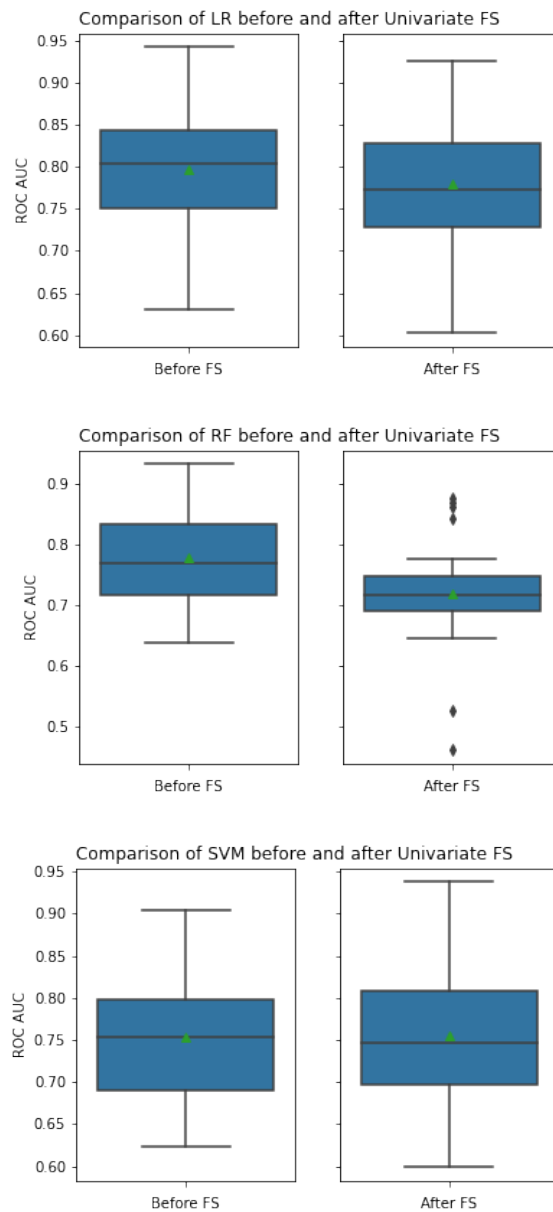 Comparison of LR before and after Univariate FS
0.95
0.90
0.85
0.80
0.75
0.70
0.65
0.60
ROC AUC
Before FS
After FS
Comparison of RF before and after Univariate FS
0.9
0.8
0.7
0.6
0.5
ROC AUC
Before FS
After FS
Comparison of SVM before and after Univariate FS
0.95
0.90
0.85
0.80
0.75
0.70
0.65
0.60
ROC AUC
Before FS
After FS